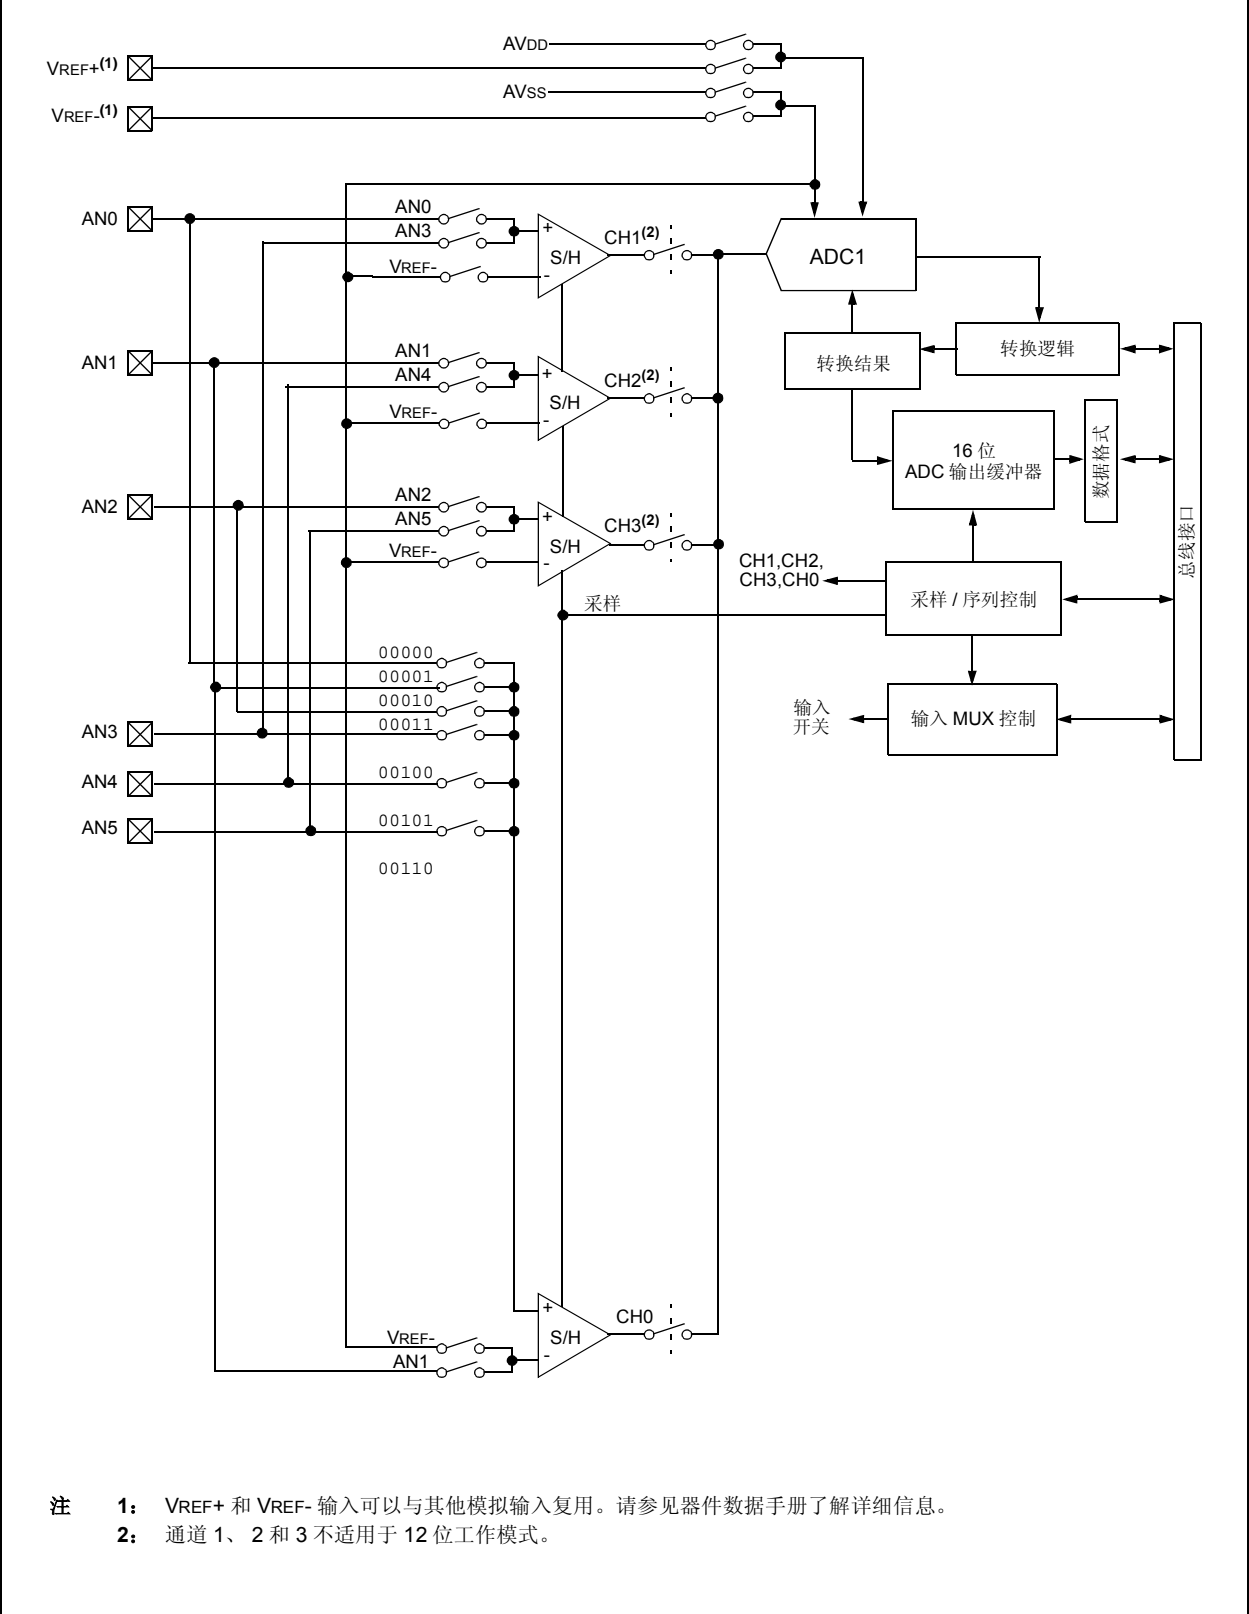 AVDD
VREF+(1)
AVSS
VREF-(1)
AN0
AN0
AN3
VREF-
+
-
S/H
CH1(2)
ADC1
AN1
AN1
AN4
VREF-
+
-
S/H
CH2(2)
转换结果
转换逻辑
16 位
ADC 输出缓冲器
数据格式
总线接口
AN2
AN2
AN5
VREF-
+
-
S/H
CH3(2)
CH1,CH2,
CH3,CH0
采样 / 序列控制
采样
00000
00001
00010
00011
AN3
输入
开关
输入 MUX 控制
AN4
00100
AN5
00101
00110
+
-
S/H
CH0
VREF-
AN1
注 1： VREF+ 和 VREF- 输入可以与其他模拟输入复用。请参见器件数据手册了解详细信息。
2： 通道 1、 2 和 3 不适用于 12 位工作模式。